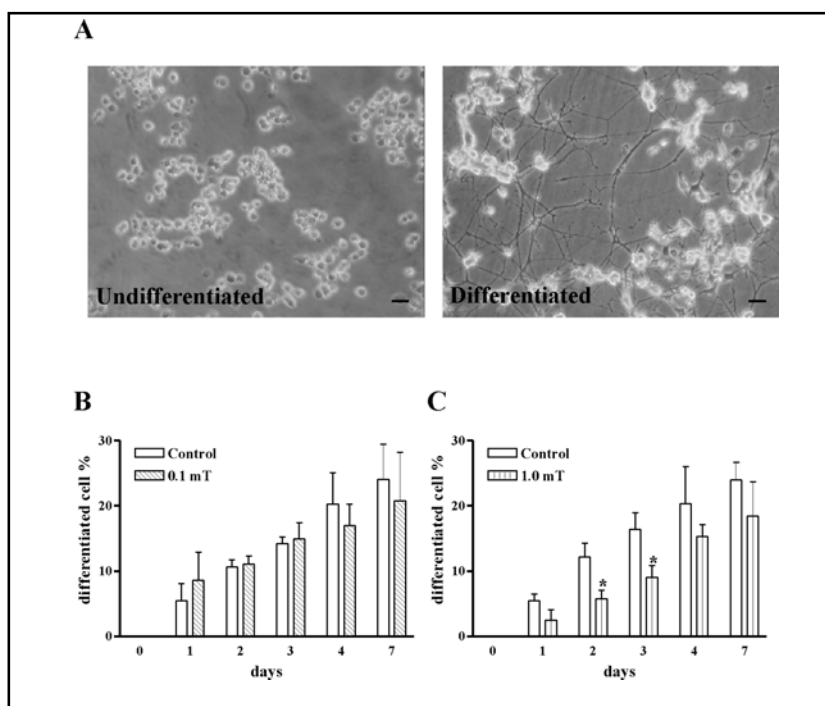 A
Undifferentiated
Differentiated
B
30
20
10
0
differentiated cell %
Control
0.1 mT
0 1 2 3 4 7
days
C
30
20
10
0
differentiated cell %
Control
1.0 mT
* *
0 1 2 3 4 7
days